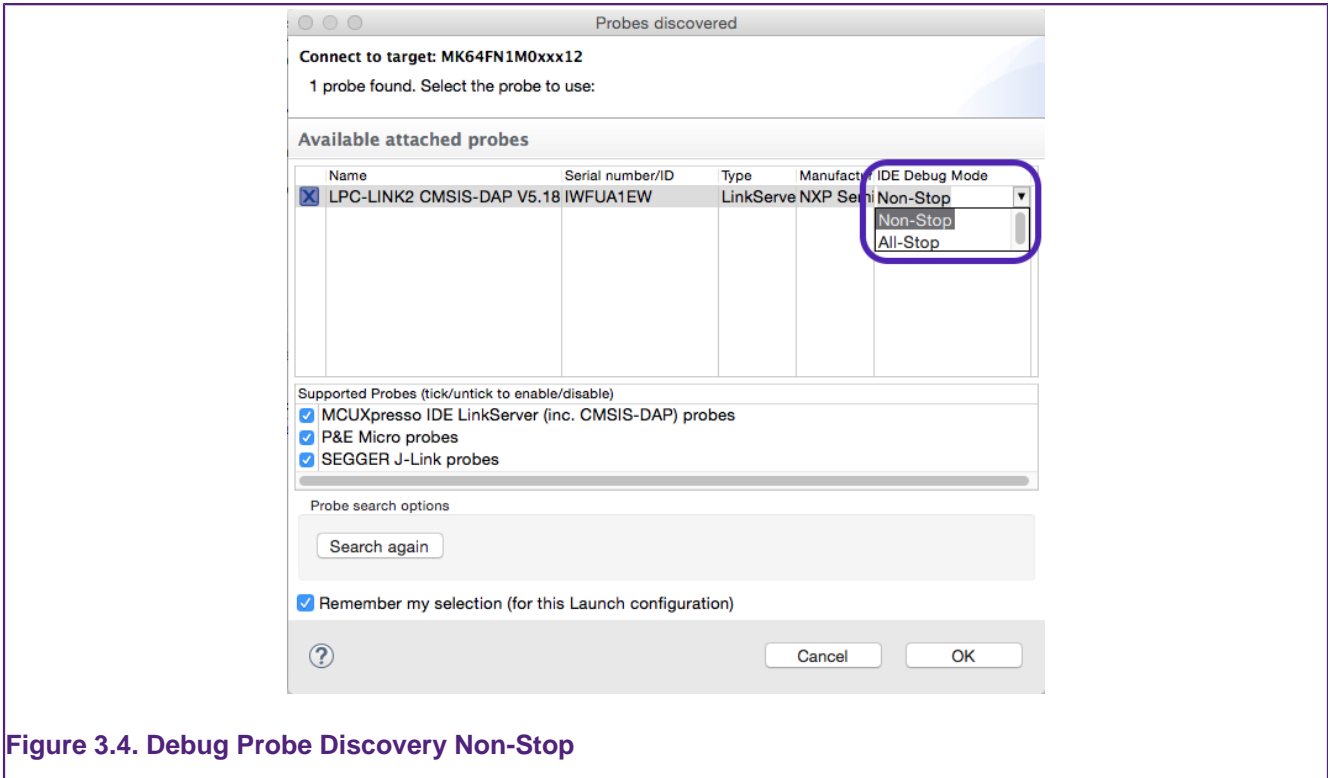 Probes discovered
Connect to target: MK64FN1M0xxx12
1 probe found. Select the probe to use:
Available attached probes
Name Serial number/ID Type Manufactur IDE Debug Mode
LPC-LINK2 CMSIS-DAP V5.18 IWFUA1EW LinkServe NXP Semi Non-Stop
Non-Stop
All-Stop
Supported Probes (tick/untick to enable/disable)
MCUXpresso IDE LinkServer (inc. CMSIS-DAP) probes
P&E Micro probes
SEGGER J-Link probes
Probe search options
Search again
Remember my selection (for this Launch configuration)
? Cancel OK
Figure 3.4. Debug Probe Discovery Non-Stop